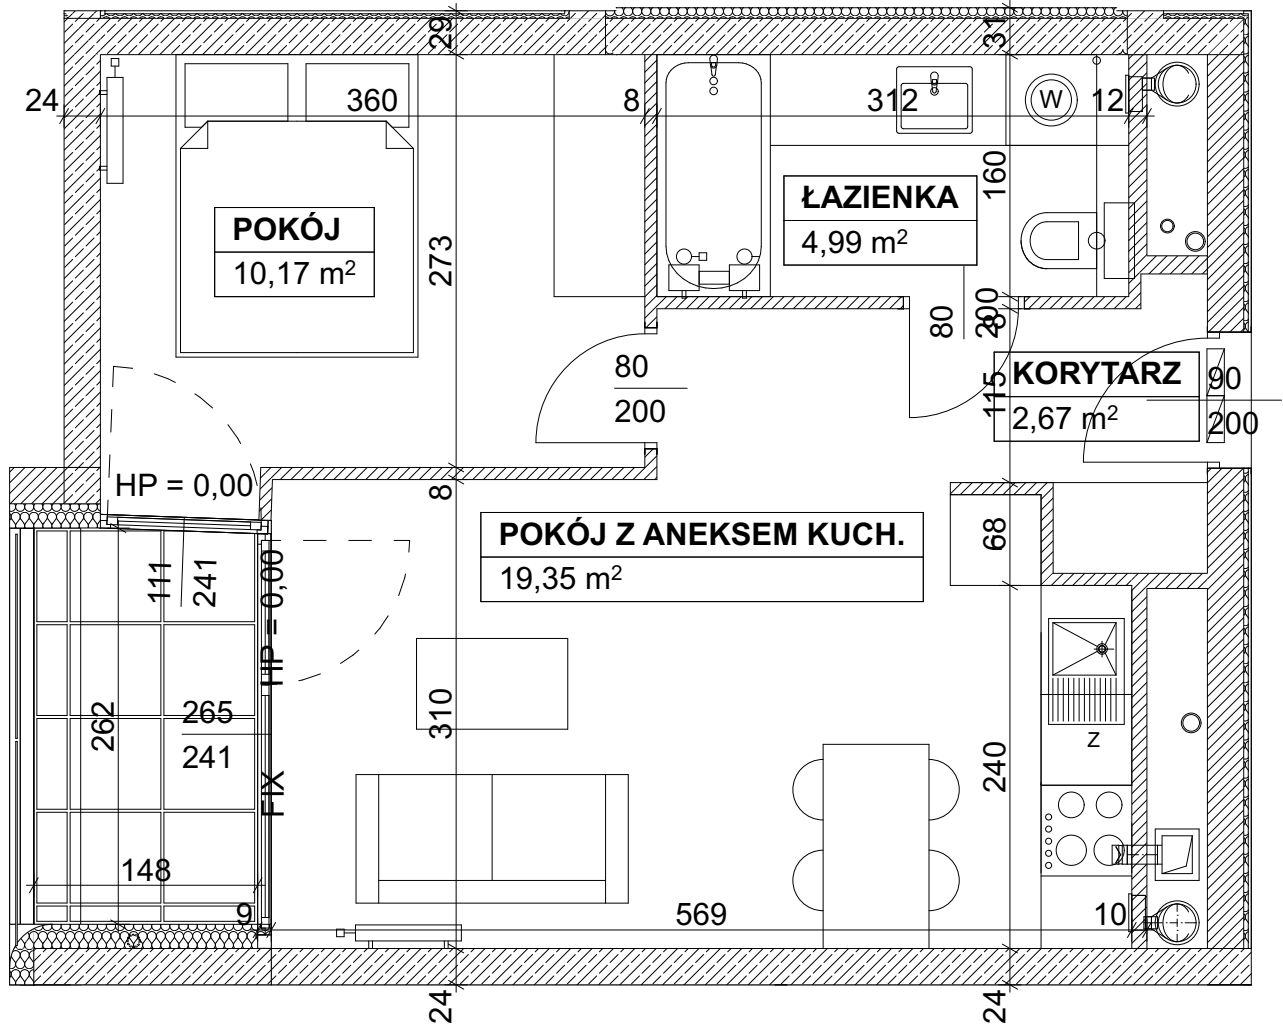 29
31
24
360
8
312
W
12
160
ŁAZIENKA
4,99 m²
POKÓJ
10,17 m²
273
80
200
8
80
200
115
KORYTARZ
2,67 m²
90
200
HP = 0,00
8
POKÓJ Z ANEKSEM KUCH.
19,35 m²
68
111
241
HP = 0,00
262
265
241
310
240
Z
FIX
148
9
569
10
24
24